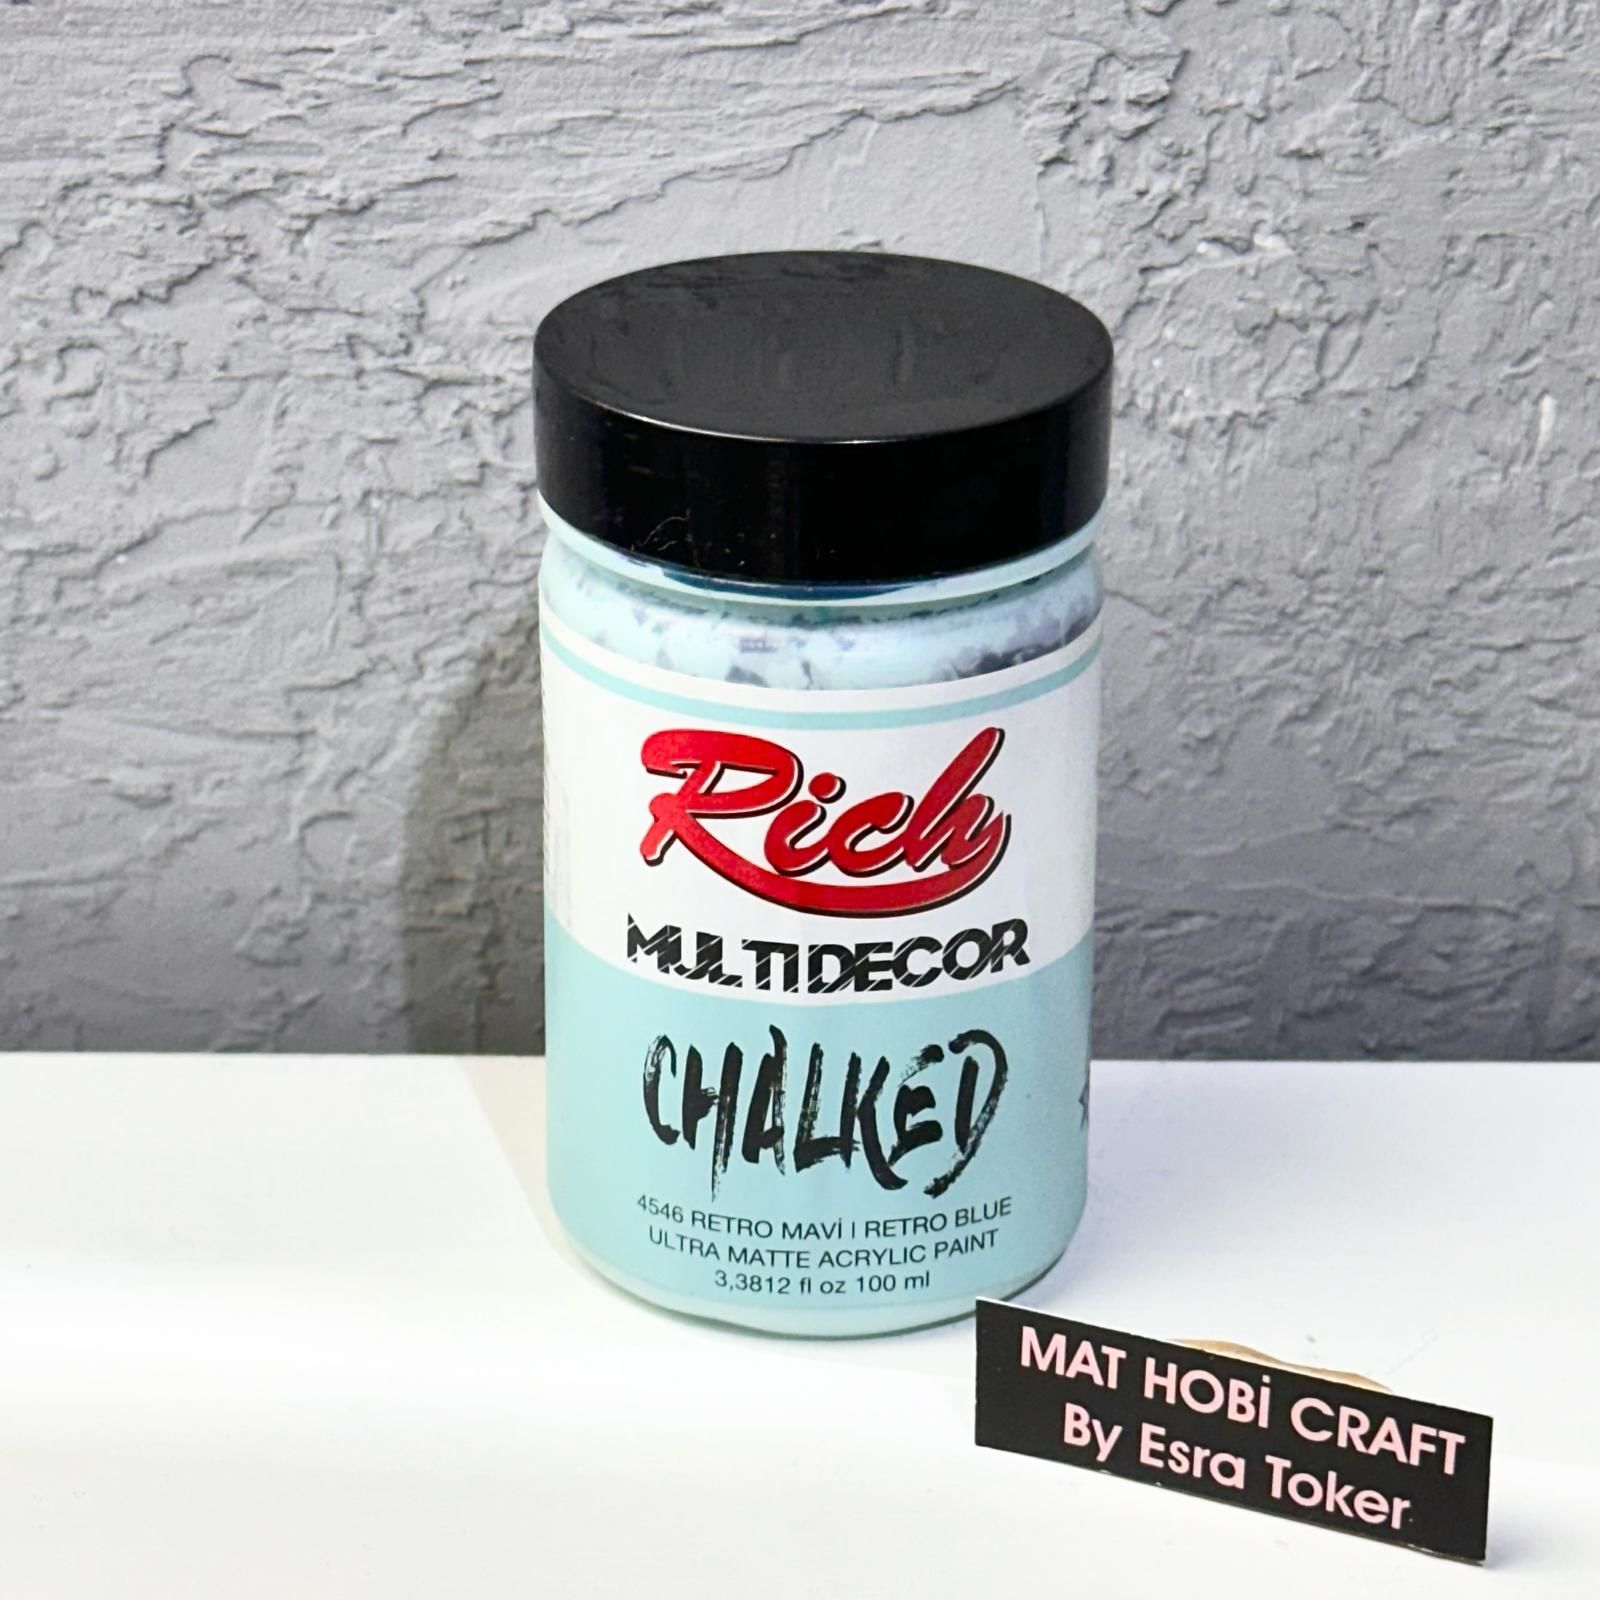 Rich
MULTIDECOR
CHALKED
4546 RETRO MAVİ | RETRO BLUE
ULTRA MATTE ACRYLIC PAINT
3,3812 fl oz 100 ml
MAT HOBİ CRAFT
By Esra Toker